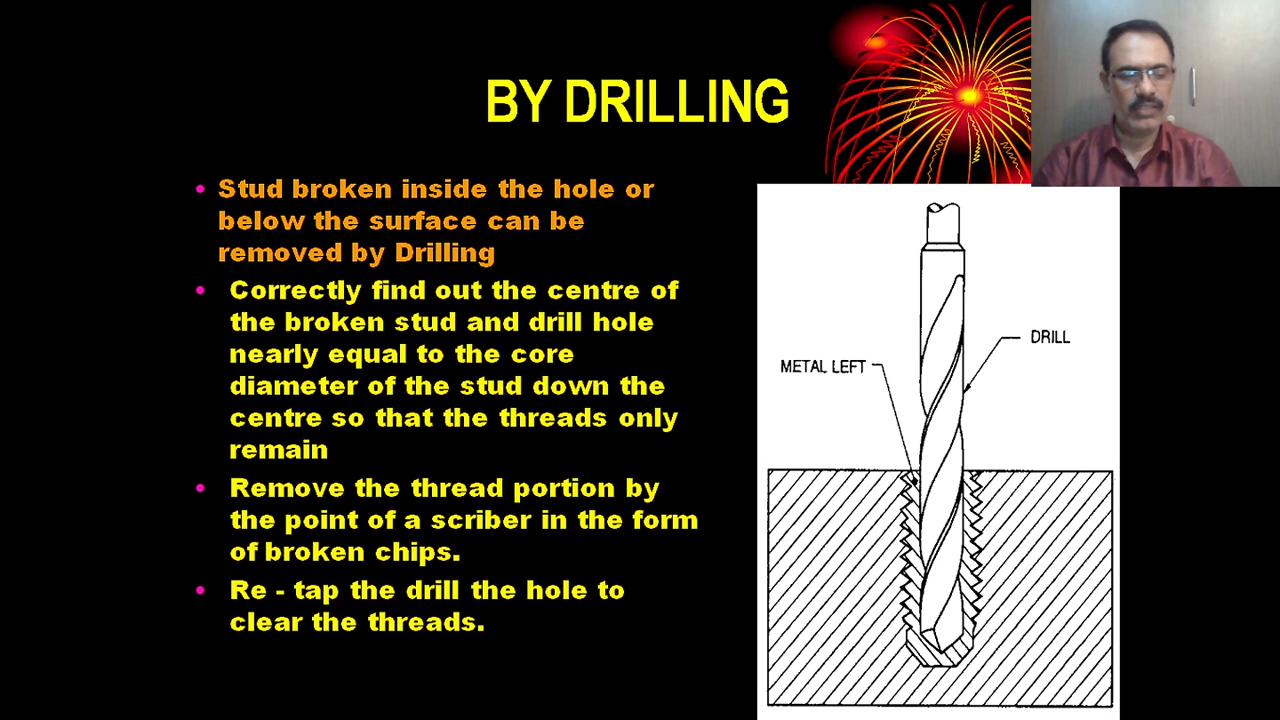 BY DRILLING
• Stud broken inside the hole or
below the surface can be
removed by Drilling
• Correctly find out the centre of
the broken stud and drill hole
nearly equal to the core
diameter of the stud down the
centre so that the threads only
remain
• Remove the thread portion by
the point of a scriber in the form
of broken chips.
• Re - tap the drill the hole to
clear the threads.
DRILL
METAL LEFT